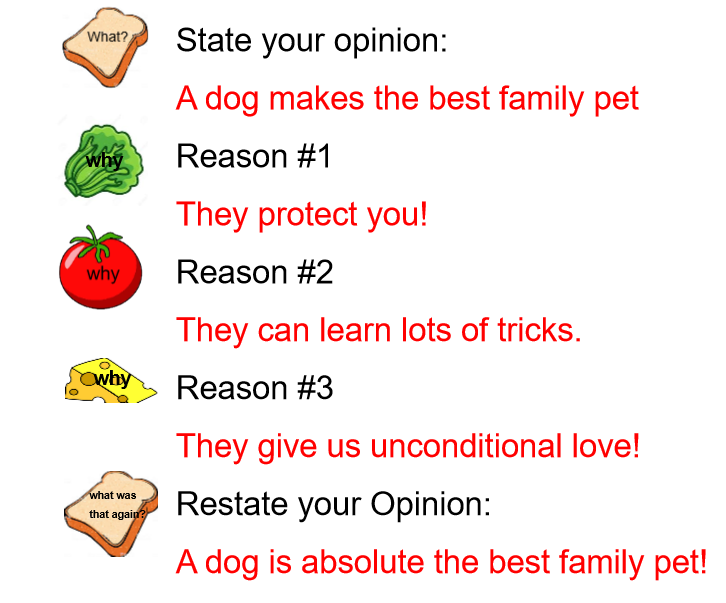 What?
State your opinion:
A dog makes the best family pet
why
Reason #1
They protect you!
why
Reason #2
They can learn lots of tricks.
why
Reason #3
They give us unconditional love!
what was
that again?
Restate your Opinion:
A dog is absolute the best family pet!